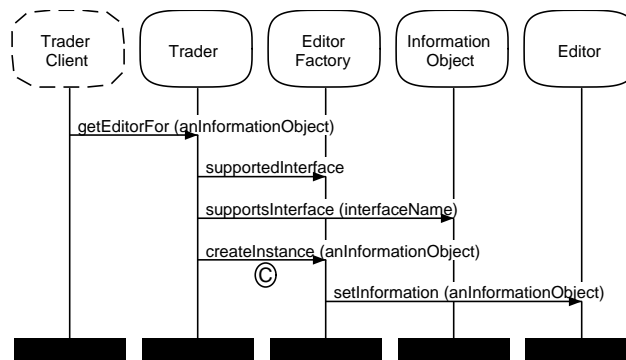 Trader
Client
Trader
Editor
Factory
Information
Object
Editor
getEditorFor (anInformationObject)
supportedInterface
supportsInterface (interfaceName)
createInstance (anInformationObject)
C
setInformation (anInformationObject)